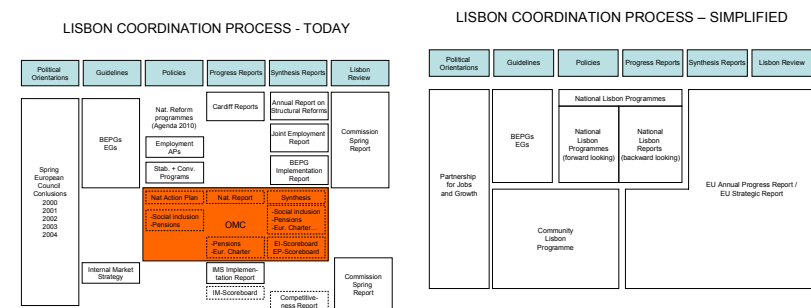 LISBON COORDINATION PROCESS - TODAY
Political
Orientarions
Guidelines
Policies
Progress Reports
Synthesis Reports
Lisbon
Review
Spring
European
Council
Conlusions
2000
2001
2002
2003
2004
BEPGs
EGs
Internal Market
Strategy
Nat. Reform
programmes
(Agenda 2010)
Employment
APs
Stab. + Conv.
Programs
Nat Action Plan
-Social inclusion
-Pensions
Cardiff Reports
Nat. Report
OMC
-Pensions
-Eur. Charter
IMS Implemen-
tation Report
IM-Scoreboard
Annual Report on
Structural Reforms
Joint Employment
Report
BEPG
Implementation
Report
Synthesis
-Social inclusion
-Pensions
-Eur. Charter...
EI-Scoreboard
EP-Scoreboard
Competitive-
ness Report
Commission
Spring
Report
Commission
Spring
Report
LISBON COORDINATION PROCESS – SIMPLIFIED
Political
Orientarions
Guidelines
Policies
Progress Reports
Synthesis Reports
Lisbon Review
Partnership
for Jobs
and Growth
BEPGs
EGs
National Lisbon Programmes
National
Lisbon
Programmes
(forward looking)
National
Lisbon
Reports
(backward looking)
Community
Lisbon
Programme
EU Annual Progress Report /
EU Strategic Report